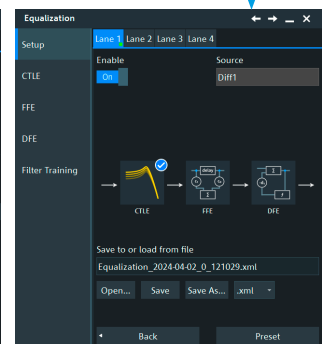 Equalization
Setup
CTLE
FFE
DFE
Filter Training
Lane 1 Lane 2 Lane 3 Lane 4
Enable Source
On Diff1
delay
CTLE FFE DFE
Save to or load from file
Equalization_2024-04-02_0_121029.xml
Open... Save Save As... .xml
Back Preset